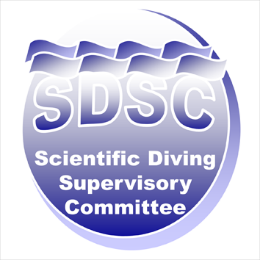 SDSC
Scientific Diving
Supervisory
Committee